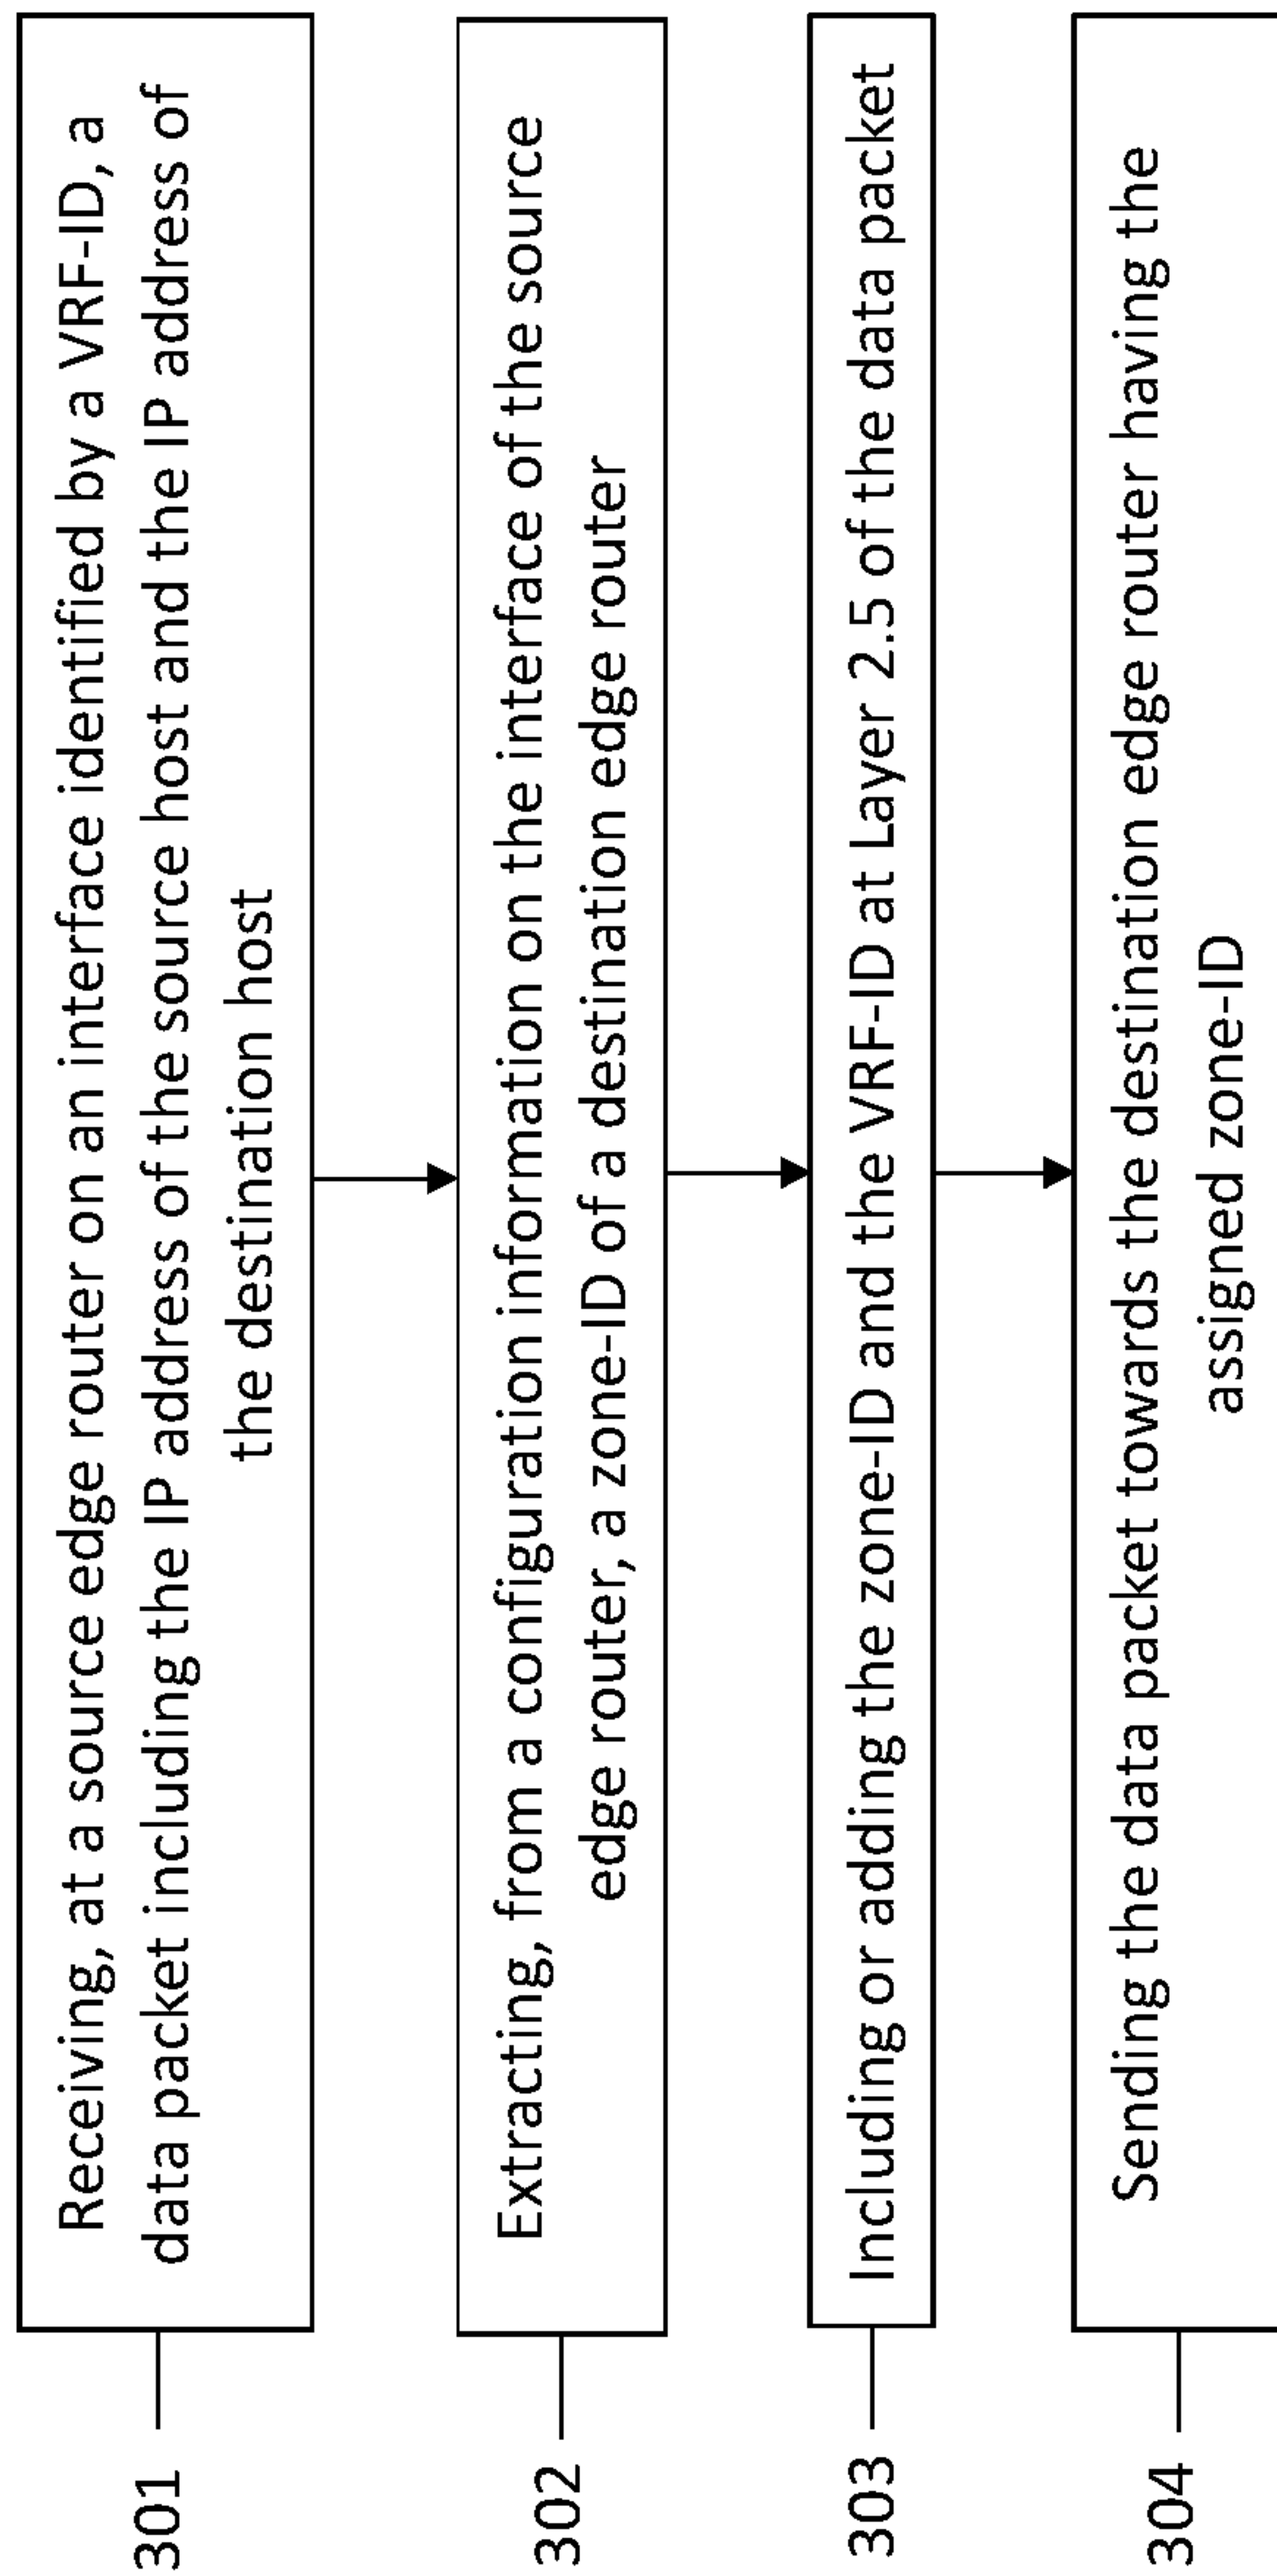 301
Receiving, at a source edge router on an interface identified by a VRF-ID, a
data packet including the IP address of the source host and the IP address of
the destination host
302
Extracting, from a configuration information on the interface of the source
edge router, a zone-ID of a destination edge router
303
Including or adding the zone-ID and the VRF-ID at Layer 2.5 of the data packet
304
Sending the data packet towards the destination edge router having the
assigned zone-ID